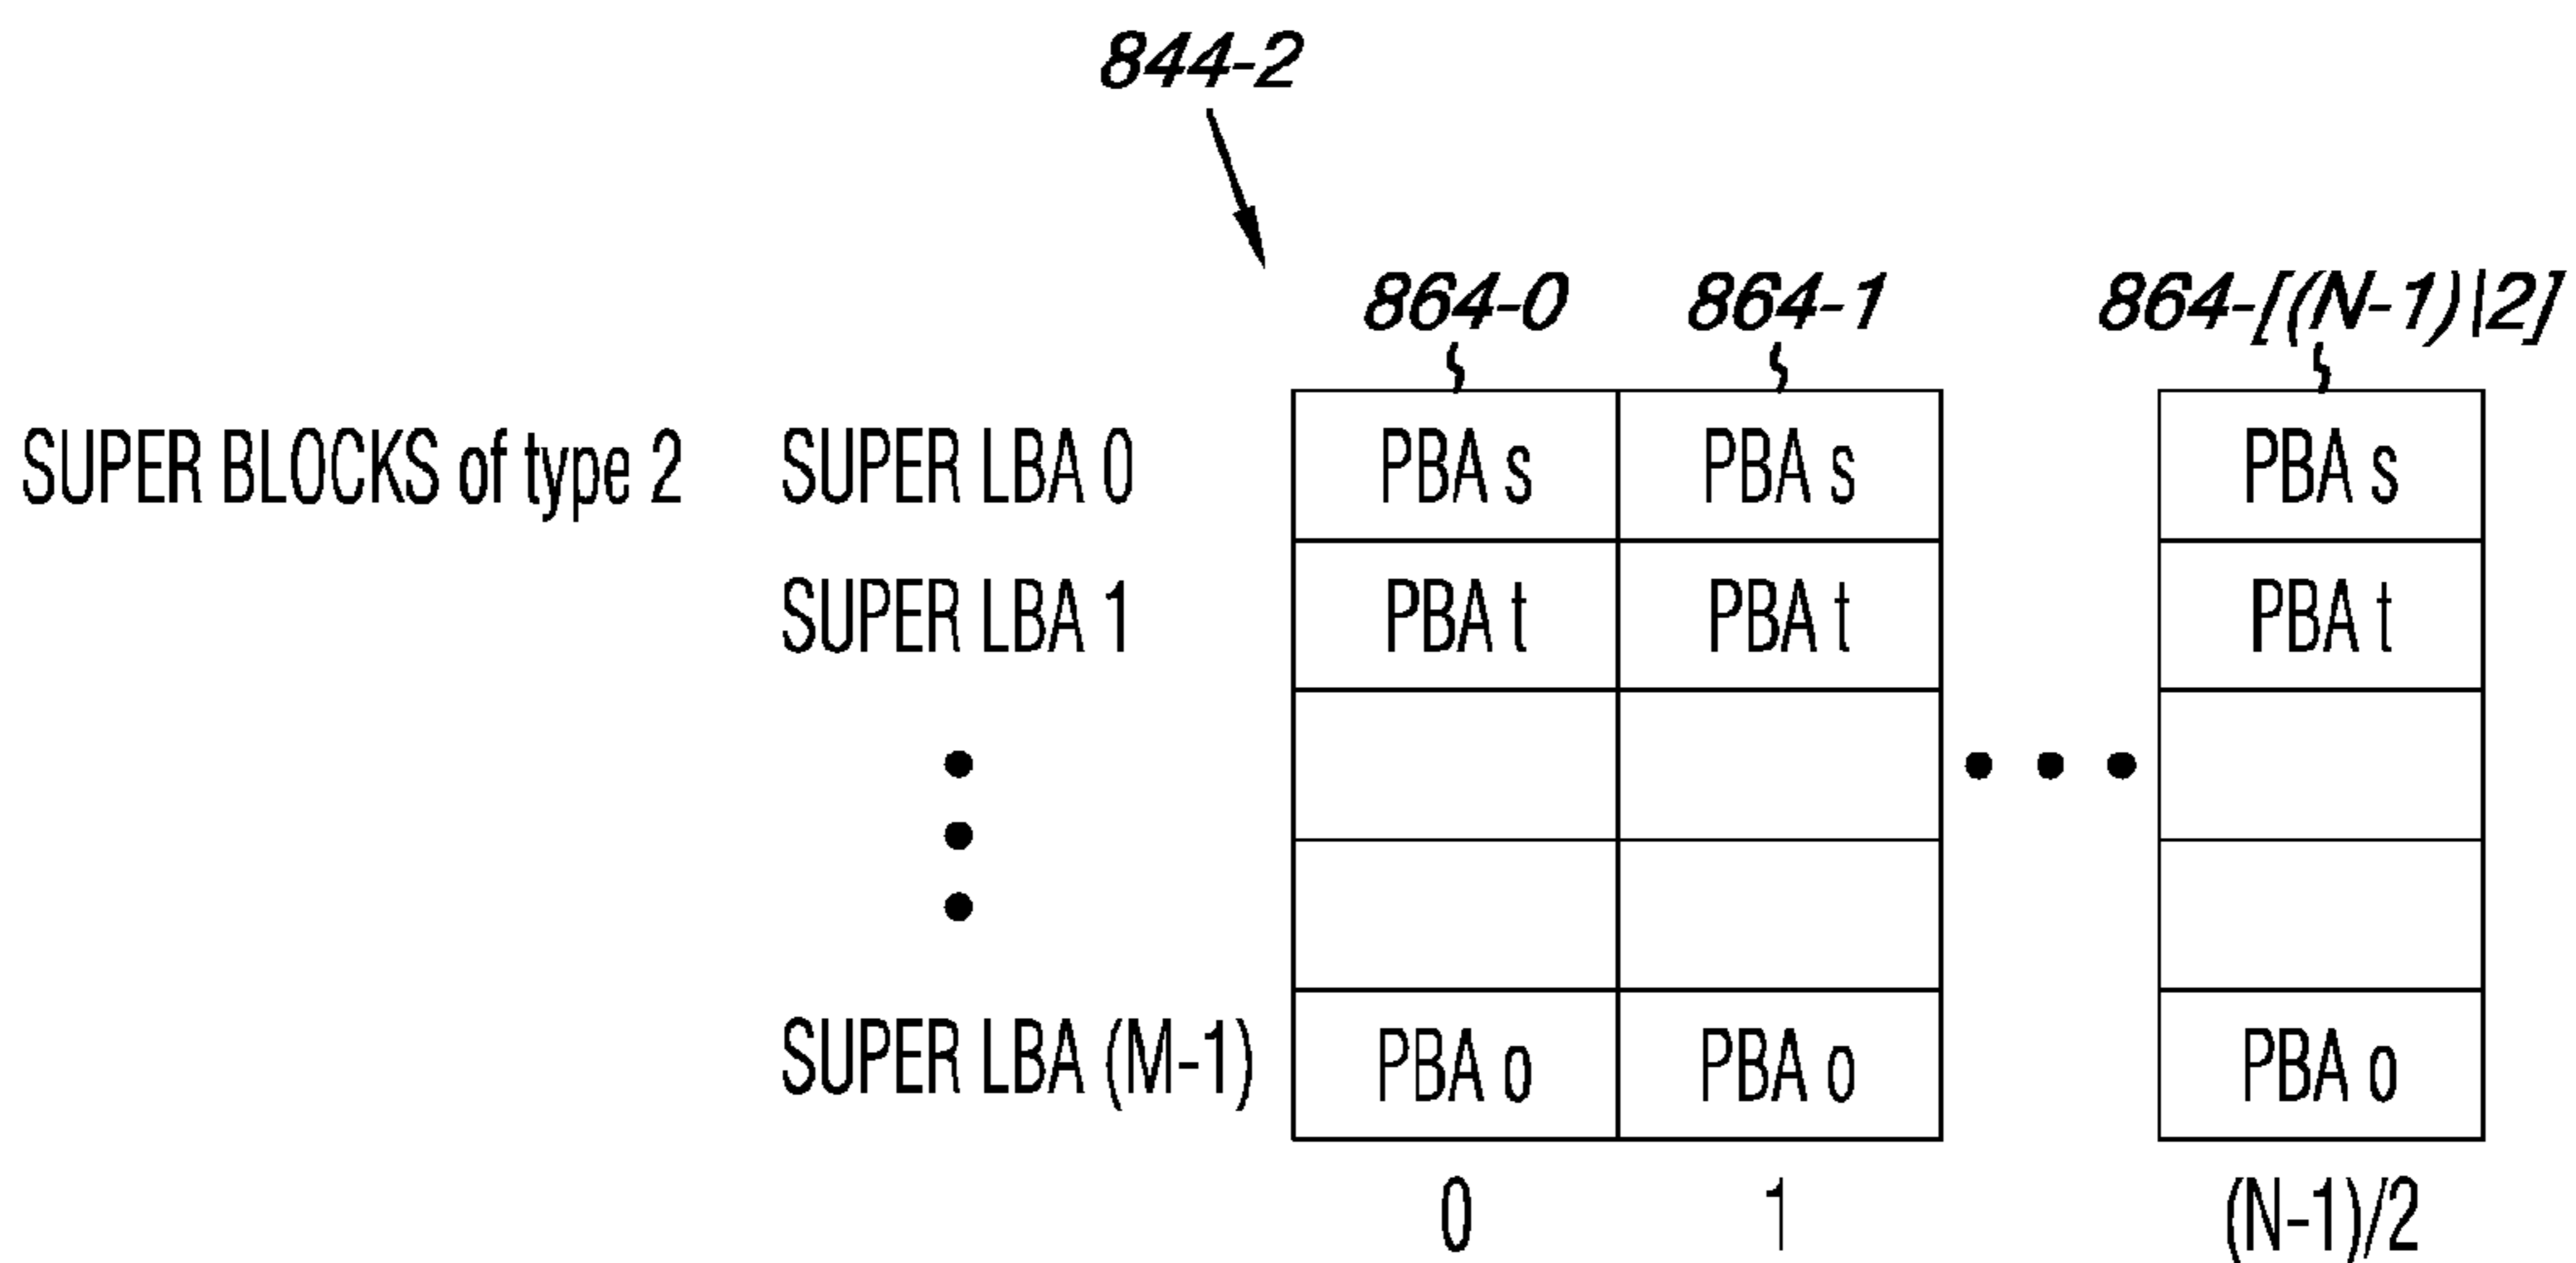 844-2
864-0 864-1 864-[(N-1)|2]
SUPER BLOCKS of type 2 SUPER LBA 0 PBA s PBA s PBA s
SUPER LBA 1 PBA t PBA t PBA t
SUPER LBA (M-1) PBA o PBA o PBA o
0 1 (N-1)/2